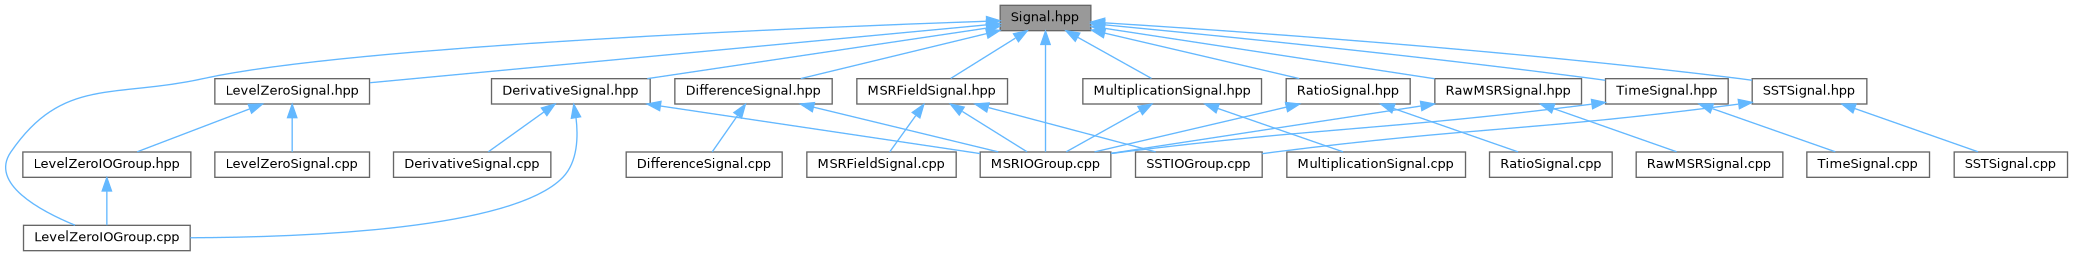 Signal.hpp
LevelZeroSignal.hpp
DerivativeSignal.hpp
DifferenceSignal.hpp
MSRFieldSignal.hpp
MultiplicationSignal.hpp
RatioSignal.hpp
RawMSRSignal.hpp
TimeSignal.hpp
SSTSignal.hpp
LevelZeroIOGroup.hpp
LevelZeroSignal.cpp
DerivativeSignal.cpp
DifferenceSignal.cpp
MSRFieldSignal.cpp
MSRIOGroup.cpp
SSTIOGroup.cpp
MultiplicationSignal.cpp
RatioSignal.cpp
RawMSRSignal.cpp
TimeSignal.cpp
SSTSignal.cpp
LevelZeroIOGroup.cpp